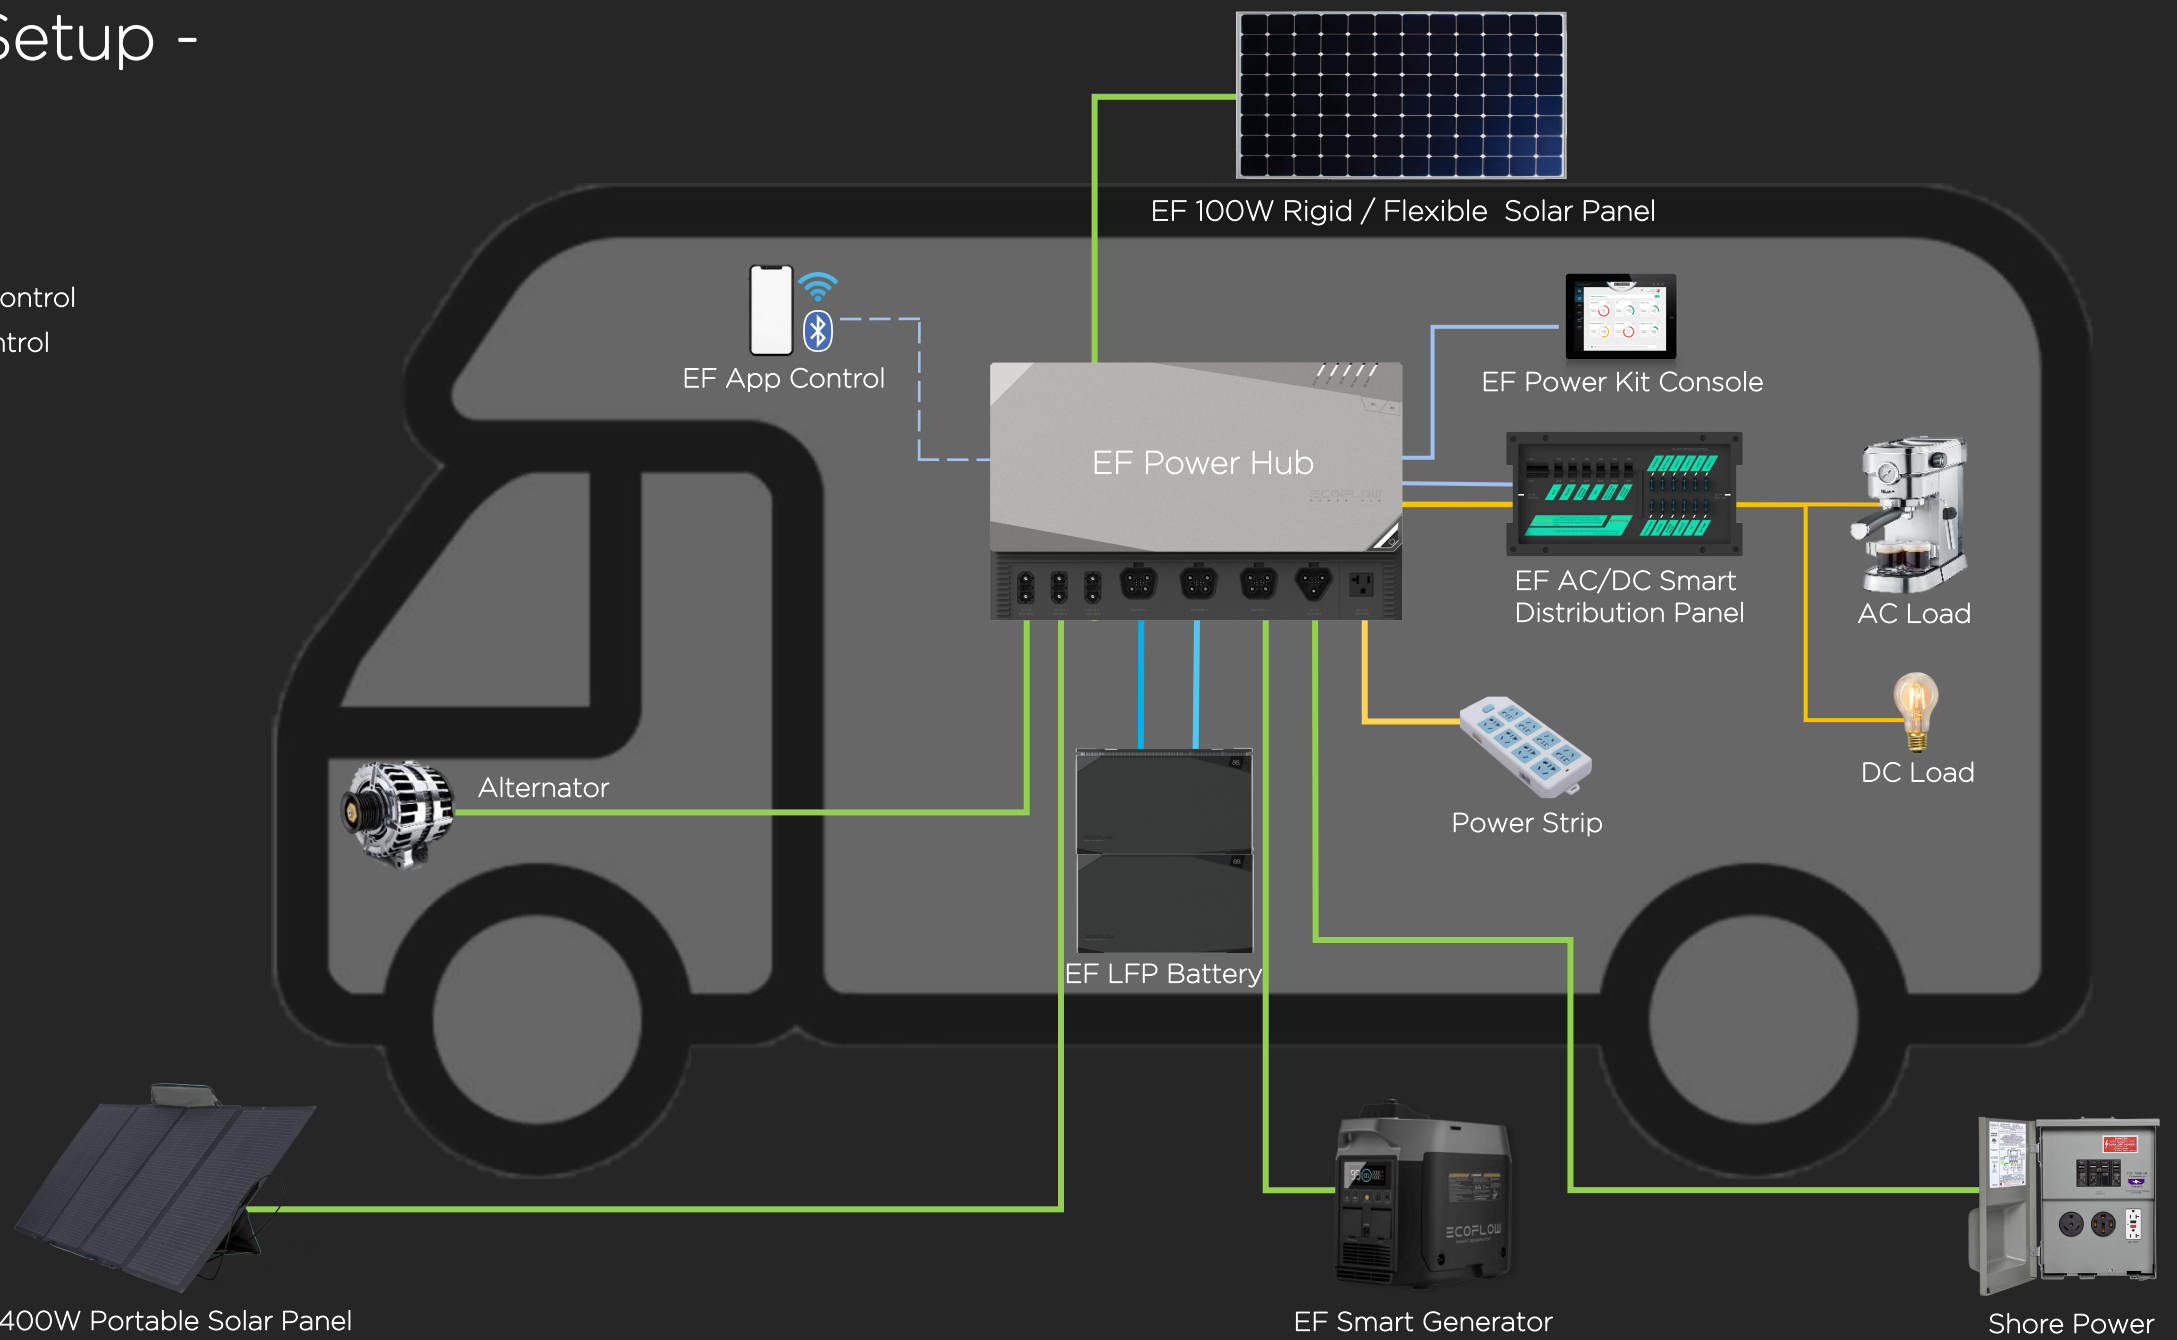 Setup -
EF 100W Rigid / Flexible Solar Panel
ontrol
ntrol
EF App Control
EF Power Kit Console
EF Power Hub
ECOFLOW
EF AC/DC Smart
Distribution Panel
AC Load
DC Load
Alternator
Power Strip
EF LFP Battery
ECOFLOW
400W Portable Solar Panel
EF Smart Generator
Shore Power